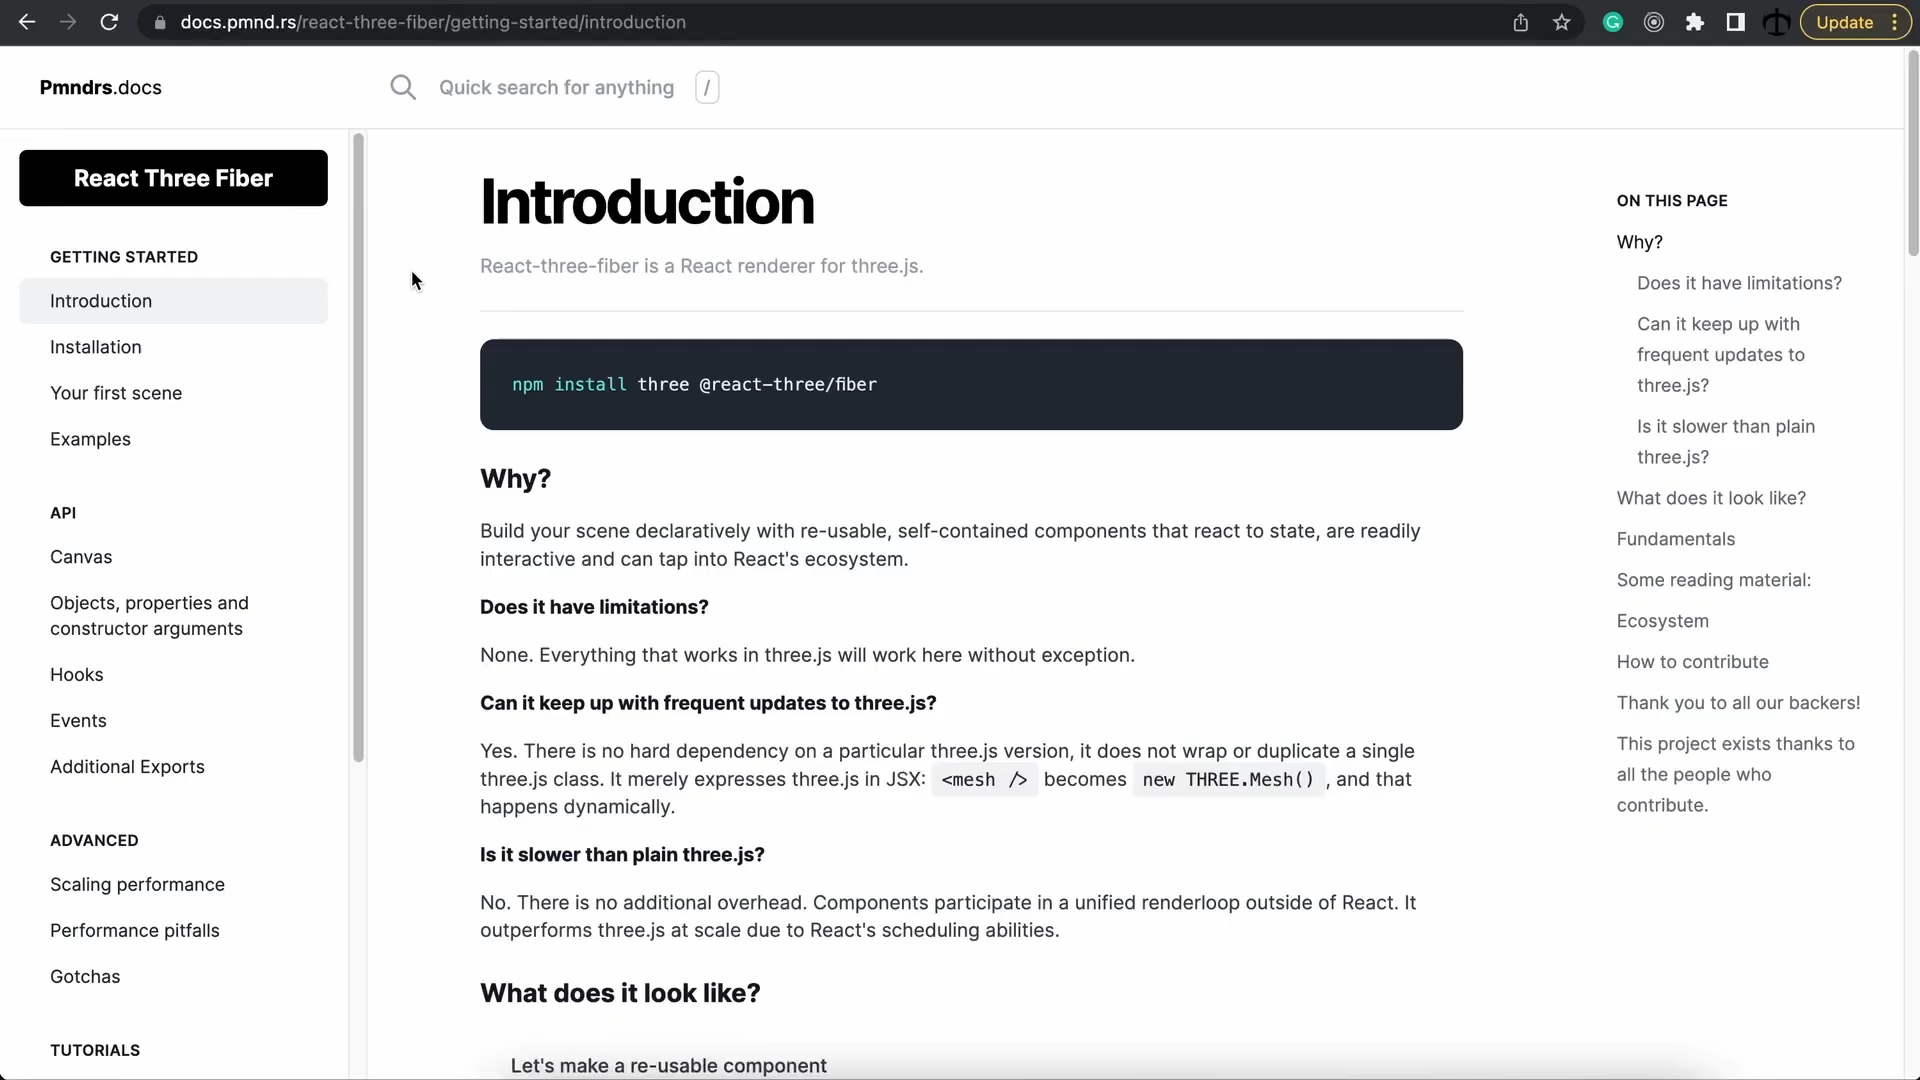 docs.pmnd.rs/react-three-fiber/getting-started/introduction
Update
Pmndrs.docs
Quick search for anything
/
React Three Fiber
GETTING STARTED
Introduction
Installation
Your first scene
Examples
API
Canvas
Objects, properties and
constructor arguments
Hooks
Events
Additional Exports
ADVANCED
Scaling performance
Performance pitfalls
Gotchas
TUTORIALS
Introduction
React-three-fiber is a React renderer for three.js.
npm install three @react-three/fiber
Why?
Build your scene declaratively with re-usable, self-contained components that react to state, are readily
interactive and can tap into React's ecosystem.
Does it have limitations?
None. Everything that works in three.js will work here without exception.
Can it keep up with frequent updates to three.js?
Yes. There is no hard dependency on a particular three.js version, it does not wrap or duplicate a single
three.js class. It merely expresses three.js in JSX: <mesh /> becomes new THREE.Mesh(), and that
happens dynamically.
Is it slower than plain three.js?
No. There is no additional overhead. Components participate in a unified renderloop outside of React. It
outperforms three.js at scale due to React's scheduling abilities.
What does it look like?
Let's make a re-usable component
ON THIS PAGE
Why?
Does it have limitations?
Can it keep up with
frequent updates to
three.js?
Is it slower than plain
three.js?
What does it look like?
Fundamentals
Some reading material:
Ecosystem
How to contribute
Thank you to all our backers!
This project exists thanks to
all the people who
contribute.